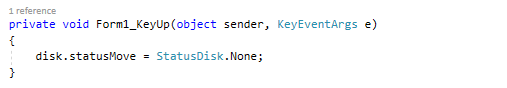 1 reference
private void Form1_KeyUp(object sender, KeyEventArgs e)
{
    disk.statusMove = StatusDisk.None;
}